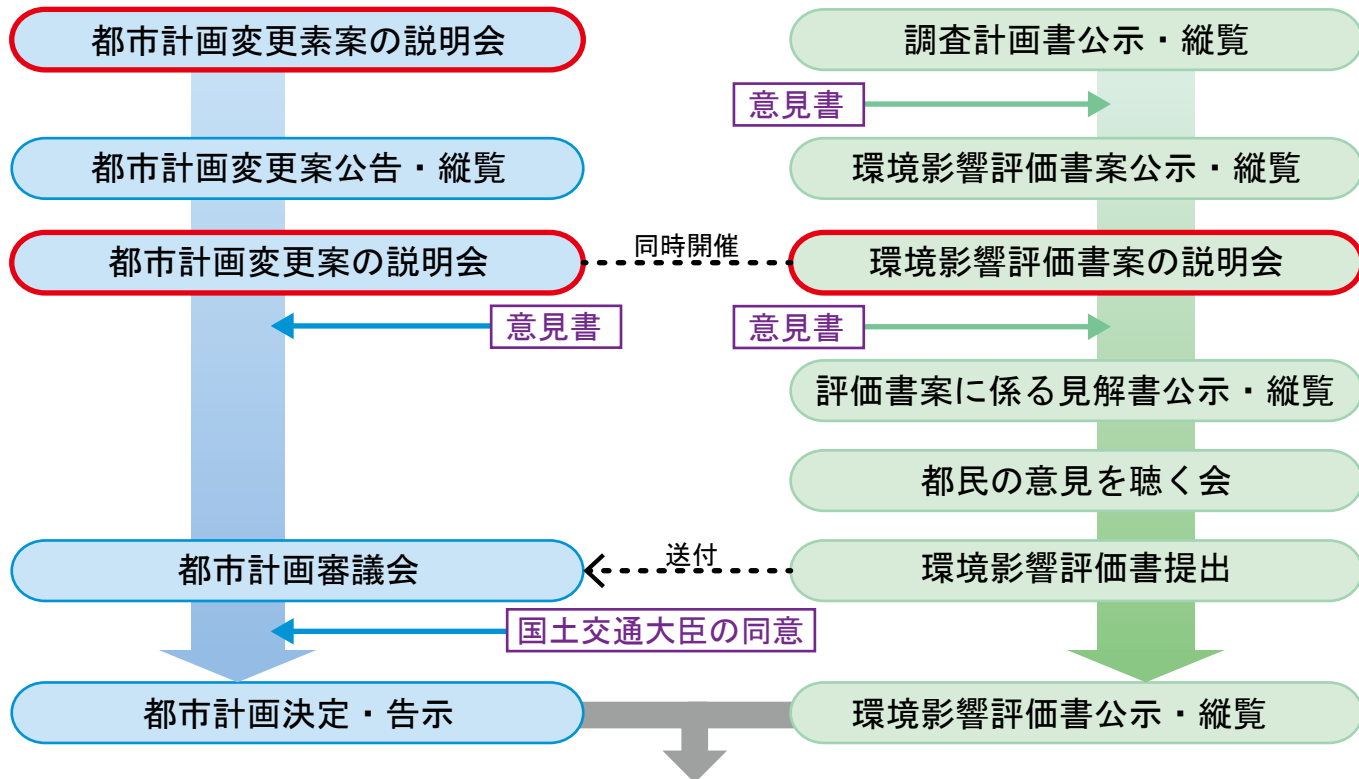 都市計画変更素案の説明会
調査計画書公示・縦覧
意見書
都市計画変更案公告・縦覧
環境影響評価書案公示・縦覧
都市計画変更案の説明会
同時開催
環境影響評価書案の説明会
意見書
意見書
評価書案に係る見解書公示・縦覧
都民の意見を聴く会
都市計画審議会
送付
環境影響評価書提出
国土交通大臣の同意
都市計画決定・告示
環境影響評価書公示・縦覧